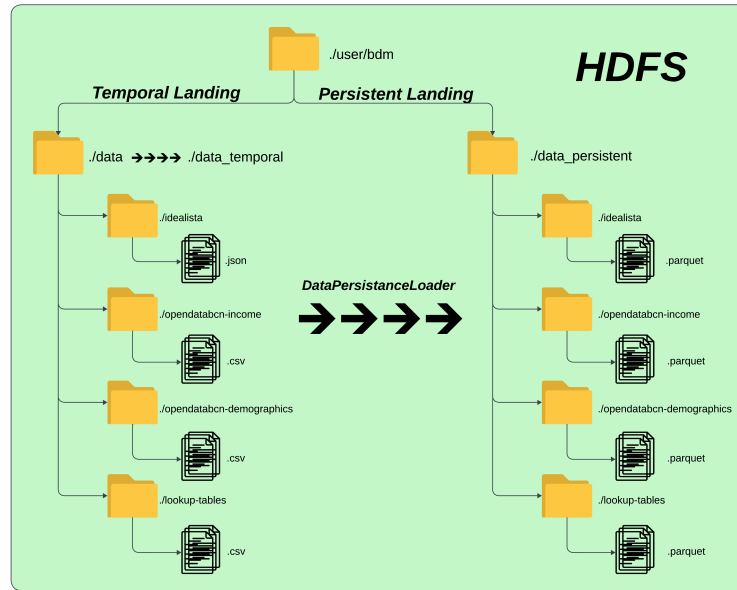 ./user/bdm
HDFS
Temporal Landing
Persistent Landing
./data ➔➔➔➔ ./data_temporal
./data_persistent
./idealista
.json
./opendatabcn-income
.csv
./opendatabcn-demographics
.csv
./lookup-tables
.csv
DataPersistanceLoader
./idealista
.parquet
./opendatabcn-income
.parquet
./opendatabcn-demographics
.parquet
./lookup-tables
.parquet